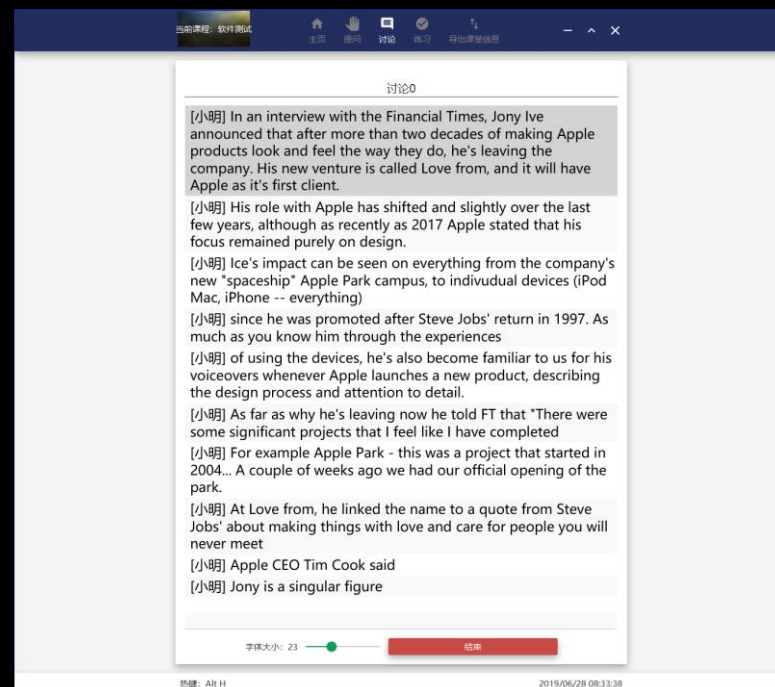 当前课程：软件测试
主页 提问 讨论 练习 导出课堂信息
讨论0
[小明] In an interview with the Financial Times, Jony Ive
announced that after more than two decades of making Apple
products look and feel the way they do, he's leaving the
company. His new venture is called Love from, and it will have
Apple as it's first client.
[小明] His role with Apple has shifted and slightly over the last
few years, although as recently as 2017 Apple stated that his
focus remained purely on design.
[小明] Ice's impact can be seen on everything from the company's
new "spaceship" Apple Park campus, to indivudual devices (iPod
Mac, iPhone -- everything)
[小明] since he was promoted after Steve Jobs' return in 1997. As
much as you know him through the experiences
[小明] of using the devices, he's also become familiar to us for his
voiceovers whenever Apple launches a new product, describing
the design process and attention to detail.
[小明] As far as why he's leaving now he told FT that "There were
some significant projects that I feel like I have completed
[小明] For example Apple Park - this was a project that started in
2004... A couple of weeks ago we had our official opening of the
park.
[小明] At Love from, he linked the name to a quote from Steve
Jobs' about making things with love and care for people you will
never meet
[小明] Apple CEO Tim Cook said
[小明] Jony is a singular figure
字体大小：23 结束
热键：Alt H 2019/06/28 08:33:38